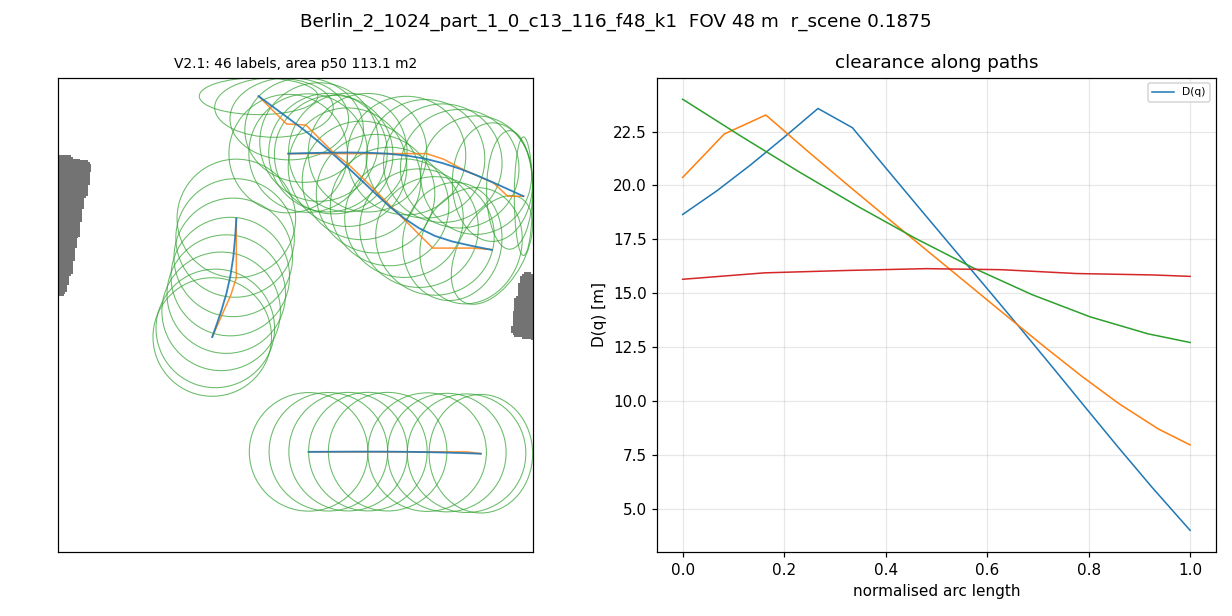 Berlin_2_1024_part_1_0_c13_116_f48_k1  FOV 48 m  r_scene 0.1875
V2.1: 46 labels, area p50 113.1 m2
clearance along paths
D(q)
22.5
20.0
17.5
15.0
12.5
10.0
7.5
5.0
D(q) [m]
0.0
0.2
0.4
0.6
0.8
1.0
normalised arc length